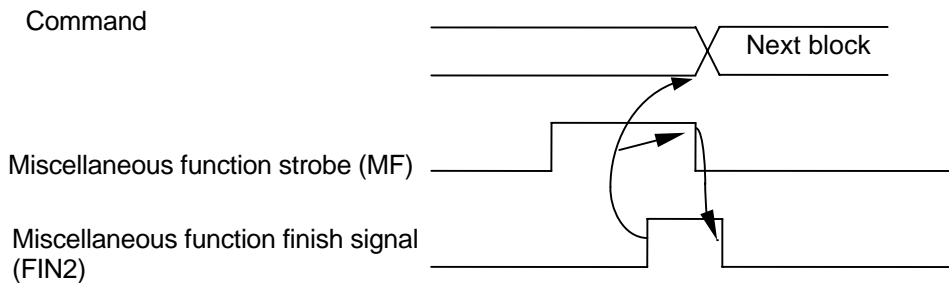 Command
Next block
Miscellaneous function strobe (MF)
Miscellaneous function finish signal
(FIN2)